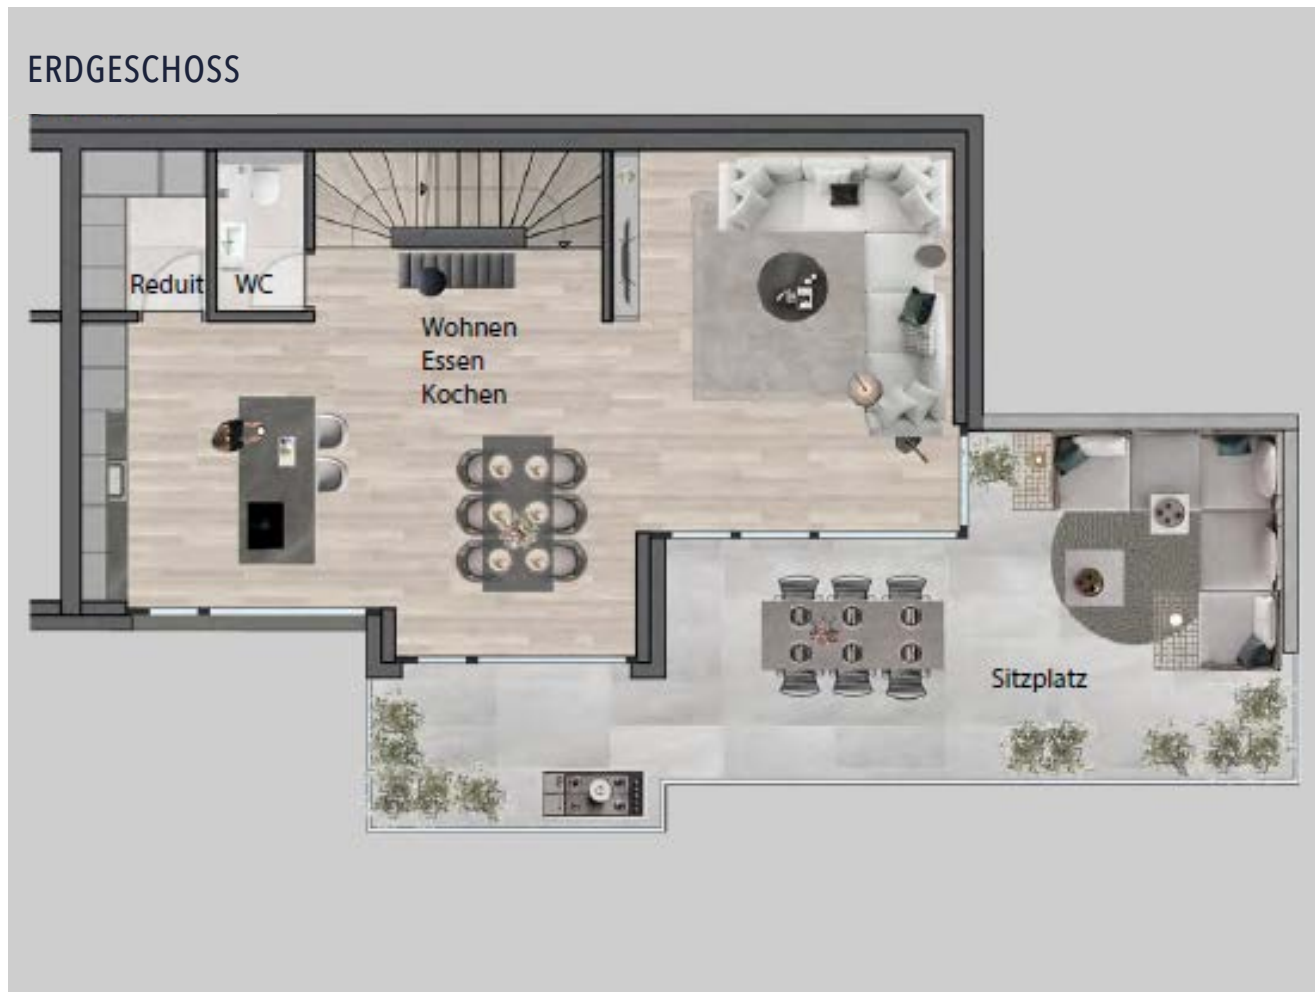 ERDGESCHOSS
Reduit
WC
Wohnen
Essen
Kochen
Sitzplatz